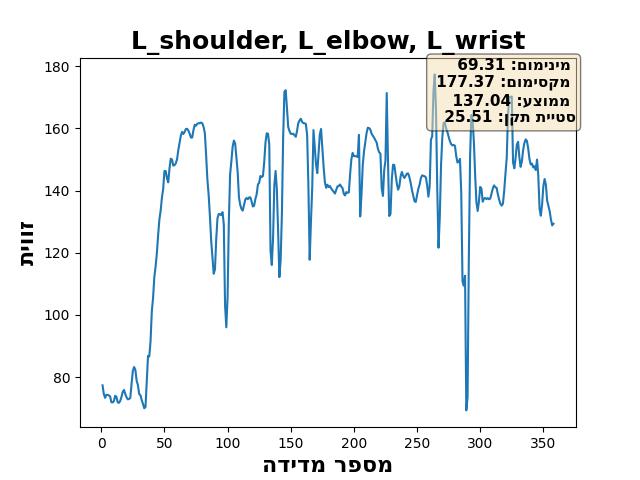 L_shoulder, L_elbow, L_wrist
מינימום: 69.31
מקסימום: 177.37
ממוצע: 137.04
סטיית תקן: 25.51
180
160
140
120
100
80
זווית
0 50 100 150 200 250 300 350
מספר מדידה